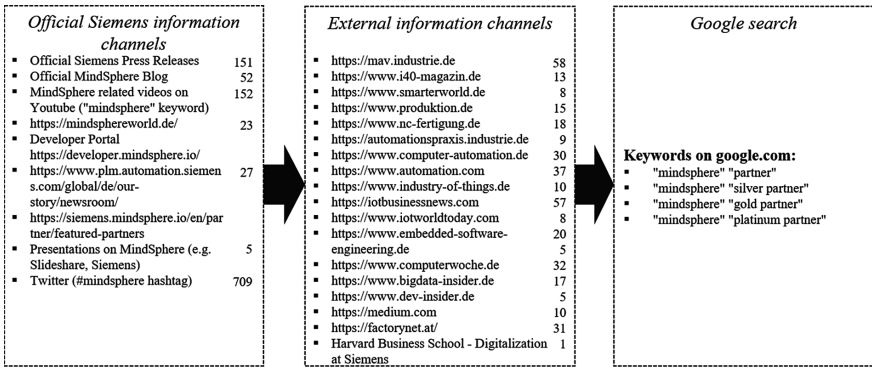 Official Siemens information
channels
▪ Official Siemens Press Releases 151
▪ Official MindSphere Blog 52
▪ MindSphere related videos on 152
Youtube ("mindsphere" keyword)
▪ https://mindsphereworld.de/ 23
▪ Developer Portal
https://developer.mindsphere.io/
▪ https://www.plm.automation.siemen 27
s.com/global/de/our-
story/newsroom/
▪ https://siemens.mindsphere.io/en/par
tner/featured-partners
▪ Presentations on MindSphere (e.g. 5
Slideshare, Siemens)
▪ Twitter (#mindsphere hashtag) 709
External information channels
▪ https://mav.industrie.de 58
▪ https://www.i40-magazin.de 13
▪ https://www.smarterworld.de 8
▪ https://www.produktion.de 15
▪ https://www.nc-fertigung.de 18
▪ https://automationspraxis.industrie.de 9
▪ https://www.computer-automation.de 30
▪ https://www.automation.com 37
▪ https://www.industry-of-things.de 10
▪ https://iotbusinessnews.com 57
▪ https://www.iotworldtoday.com 8
▪ https://www.embedded-software- 20
engineering.de 5
▪ https://www.computerwoche.de 32
▪ https://www.bigdata-insider.de 17
▪ https://www.dev-insider.de 5
▪ https://medium.com 10
▪ https://factorynet.at/ 31
▪ Harvard Business School - Digitalization 1
at Siemens
Google search
Keywords on google.com:
▪ "mindsphere" "partner"
▪ "mindsphere" "silver partner"
▪ "mindsphere" "gold partner"
▪ "mindsphere" "platinum partner"